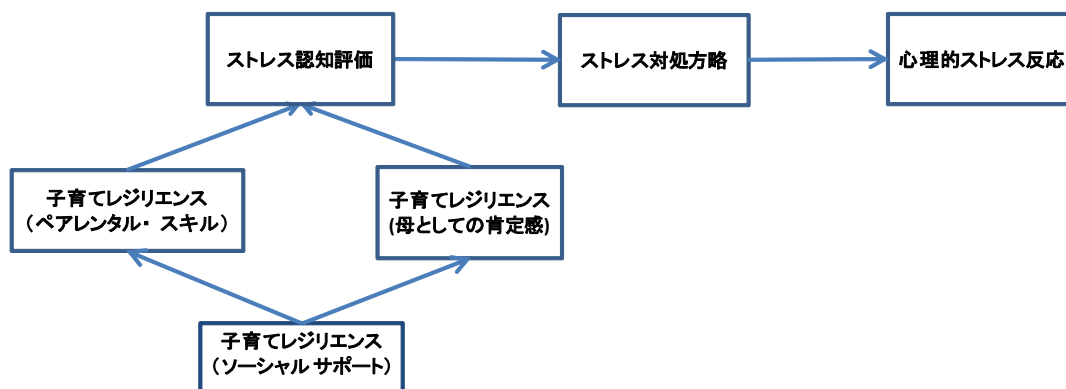 ストレス認知評価
ストレス対処方略
心理的ストレス反応
子育てレジリエンス
（ペアレンタル・ スキル）
子育てレジリエンス
(母としての肯定感)
子育てレジリエンス
（ソーシャル サポート）